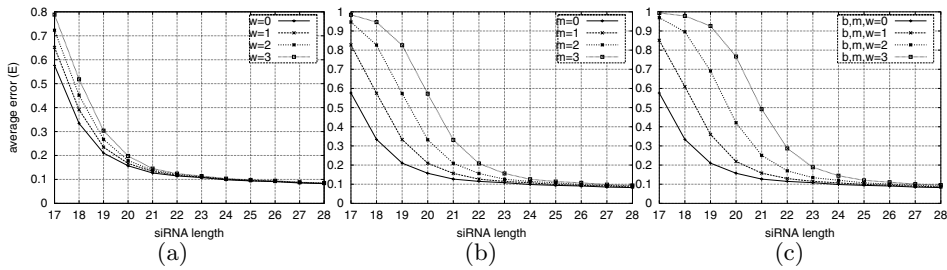 average error (E)
0.8
0.7
0.6
0.5
0.4
0.3
0.2
0.1
0
17 18 19 20 21 22 23 24 25 26 27 28
siRNA length
w=0
w=1
w=2
w=3
(a)
1
0.9
0.8
0.7
0.6
0.5
0.4
0.3
0.2
0.1
0
17 18 19 20 21 22 23 24 25 26 27 28
siRNA length
m=0
m=1
m=2
m=3
(b)
1
0.9
0.8
0.7
0.6
0.5
0.4
0.3
0.2
0.1
0
17 18 19 20 21 22 23 24 25 26 27 28
siRNA length
b,m,w=0
b,m,w=1
b,m,w=2
b,m,w=3
(c)